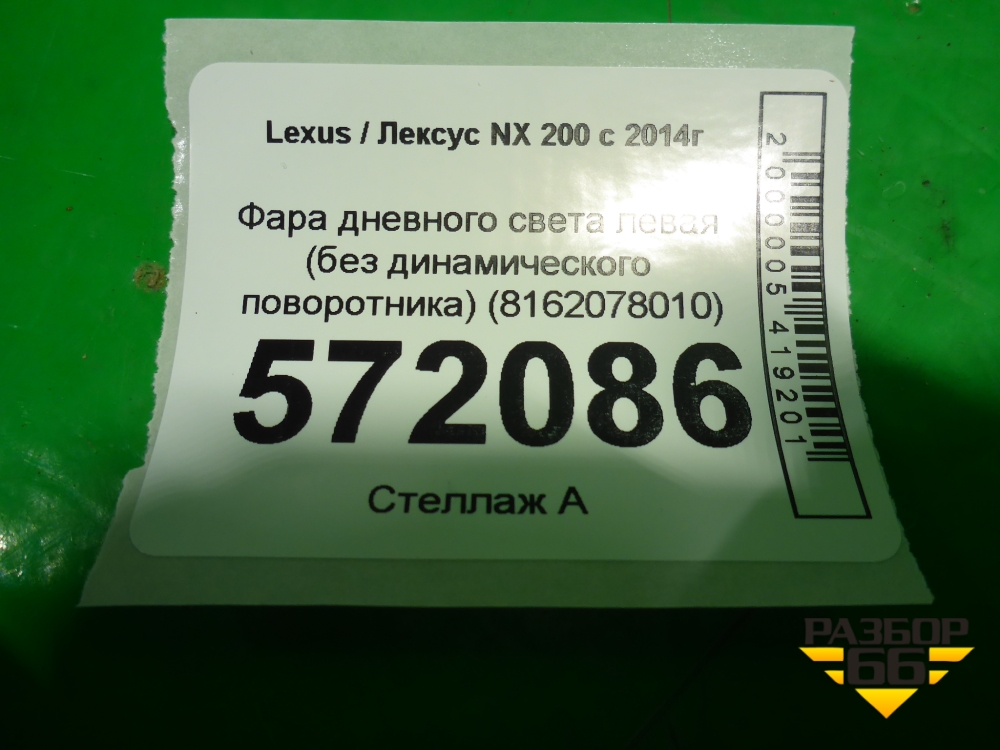 Lexus / Лексус NX 200 с 2014г
Фара дневного света левая
(без динамического
поворотника) (8162078010)
572086
Стеллаж А
2000005419201
РАЗБОР
66